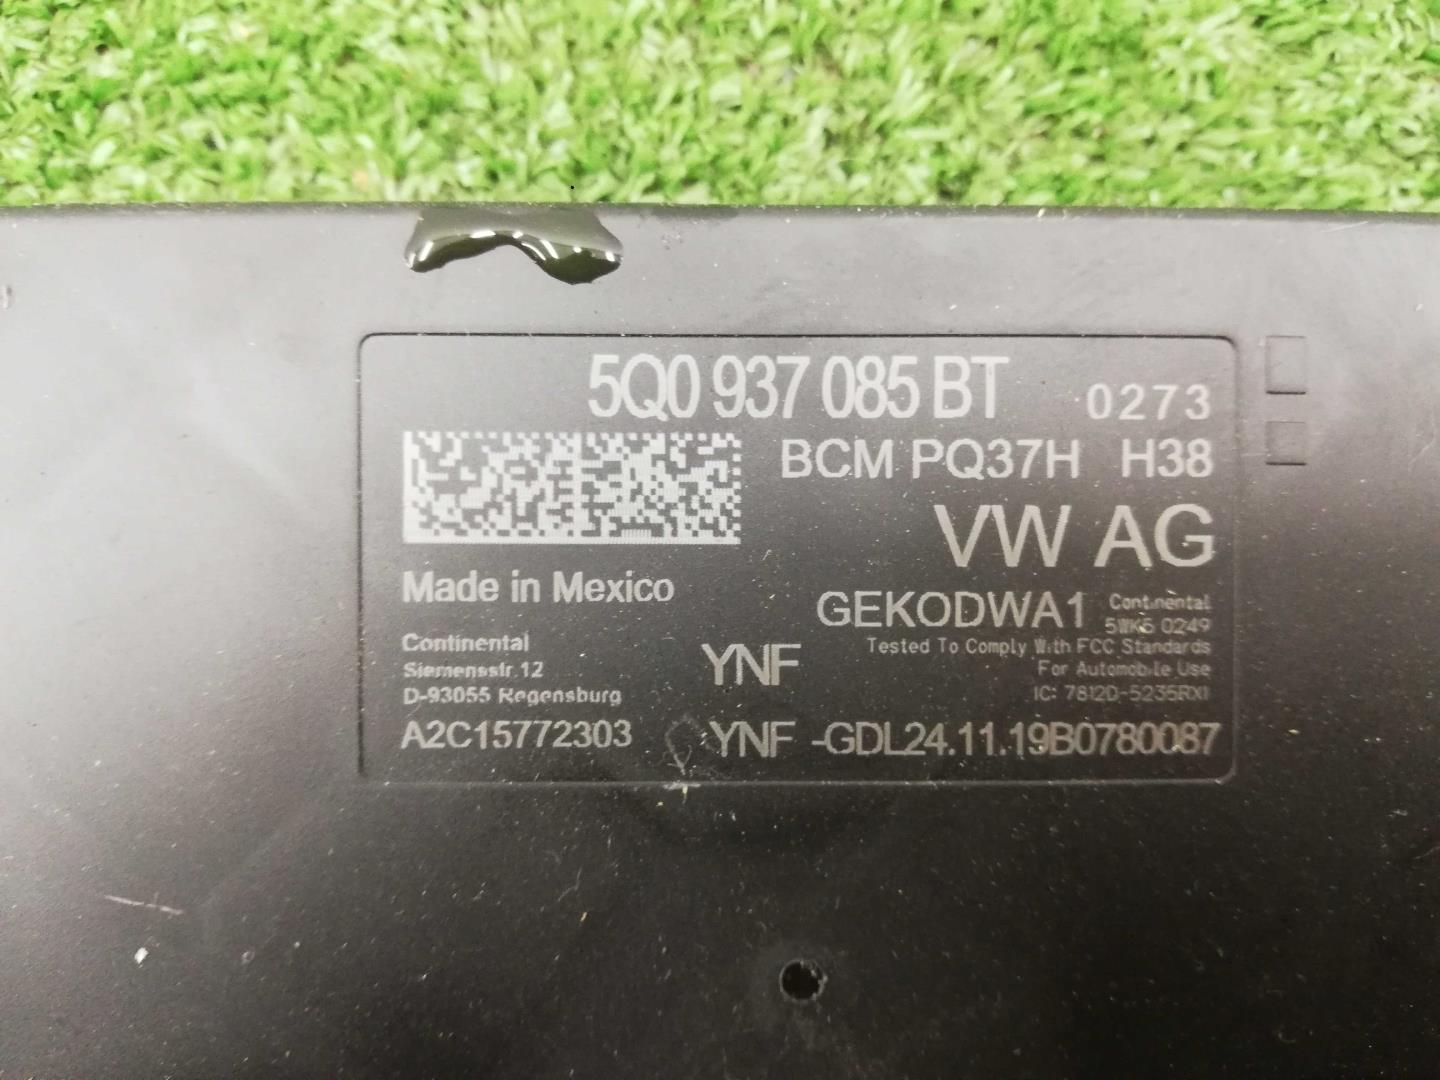 5Q0 937 085 BT 0273
BCM PQ37H H38
VW AG
Made in Mexico
GEKODWA1
Continental
5WK5 0249
Tested To Comply With FCC Standards
For Automobile Use
IC: 7812D-5235RX1
Continental
Siemensstr. 12
D-93055 Regensburg
YNF
A2C15772303
YNF -GDL24.11.19B0780087